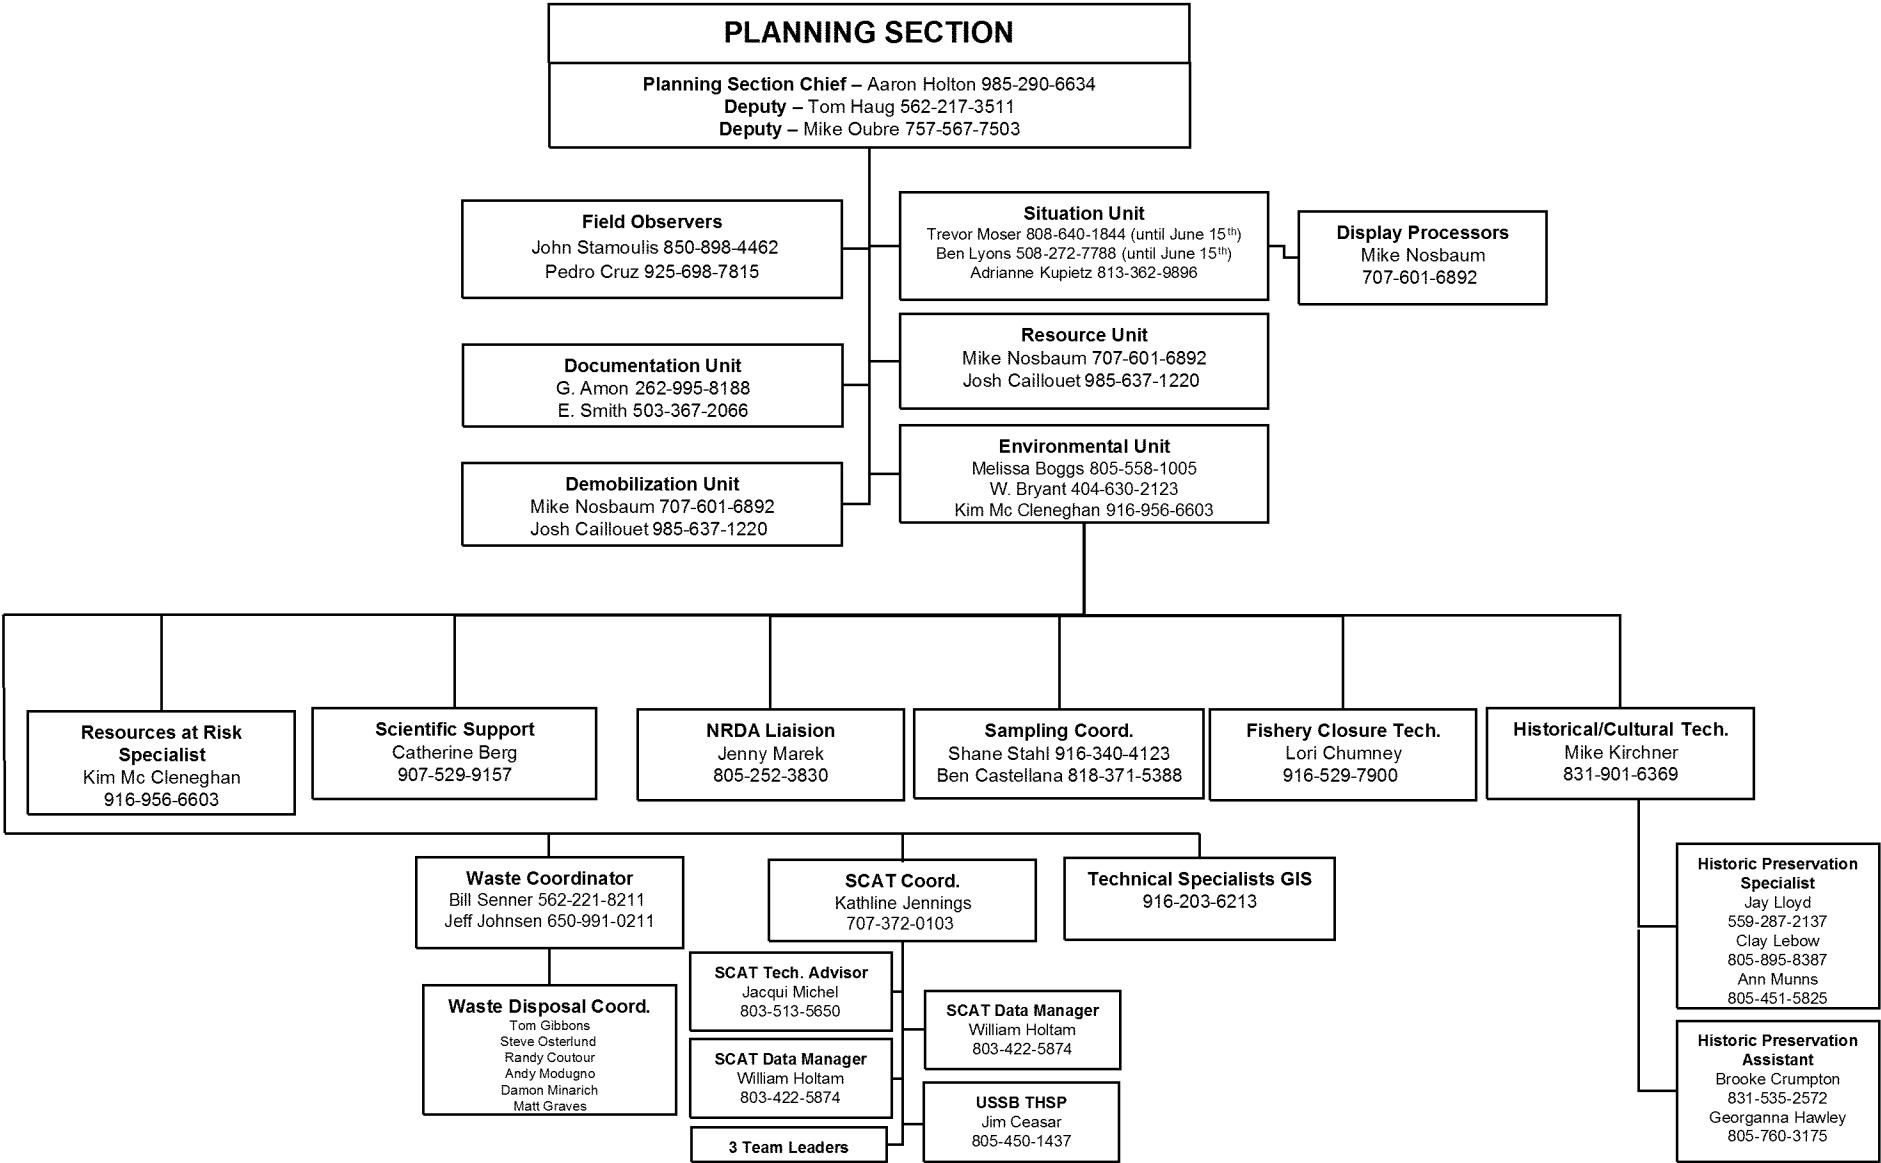 PLANNING SECTION
Planning Section Chief – Aaron Holton 985-290-6634
Deputy – Tom Haug 562-217-3511
Deputy – Mike Oubre 757-567-7503
Field Observers
John Stamoulis 850-898-4462
Pedro Cruz 925-698-7815
Situation Unit
Trevor Moser 808-640-1844 (until June 15th)
Ben Lyons 508-272-7788 (until June 15th)
Adrianne Kupietz 813-362-9896
Display Processors
Mike Nosbaum
707-601-6892
Documentation Unit
G. Amon 262-995-8188
E. Smith 503-367-2066
Resource Unit
Mike Nosbaum 707-601-6892
Josh Caillouet 985-637-1220
Demobilization Unit
Mike Nosbaum 707-601-6892
Josh Caillouet 985-637-1220
Environmental Unit
Melissa Boggs 805-558-1005
W. Bryant 404-630-2123
Kim Mc Cleneghan 916-956-6603
Resources at Risk
Specialist
Kim Mc Cleneghan
916-956-6603
Scientific Support
Catherine Berg
907-529-9157
NRDA Liaision
Jenny Marek
805-252-3830
Sampling Coord.
Shane Stahl 916-340-4123
Ben Castellana 818-371-5388
Fishery Closure Tech.
Lori Chumney
916-529-7900
Historical/Cultural Tech.
Mike Kirchner
831-901-6369
Waste Coordinator
Bill Senner 562-221-8211
Jeff Johnsen 650-991-0211
SCAT Coord.
Kathline Jennings
707-372-0103
Technical Specialists GIS
916-203-6213
Historic Preservation
Specialist
Jay Lloyd
559-287-2137
Clay Lebow
805-895-8387
Ann Munns
805-451-5825
Waste Disposal Coord.
Tom Gibbons
Steve Osterlund
Randy Coutour
Andy Modugno
Damon Minarich
Matt Graves
SCAT Tech. Advisor
Jacqui Michel
803-513-5650
SCAT Data Manager
William Holtam
803-422-5874
SCAT Data Manager
William Holtam
803-422-5874
USSB THSP
Jim Ceasar
805-450-1437
3 Team Leaders
Historic Preservation
Assistant
Brooke Crumpton
831-535-2572
Georganna Hawley
805-760-3175